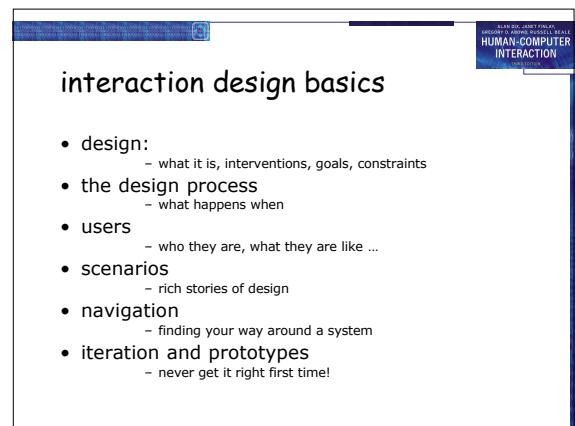 ALAN DIX, JANET FINLAY,
GREGORY D. ABOWD, RUSSELL BEALE
HUMAN-COMPUTER
INTERACTION
THIRD EDITION
interaction design basics
• design:
– what it is, interventions, goals, constraints
• the design process
– what happens when
• users
– who they are, what they are like …
• scenarios
– rich stories of design
• navigation
– finding your way around a system
• iteration and prototypes
– never get it right first time!